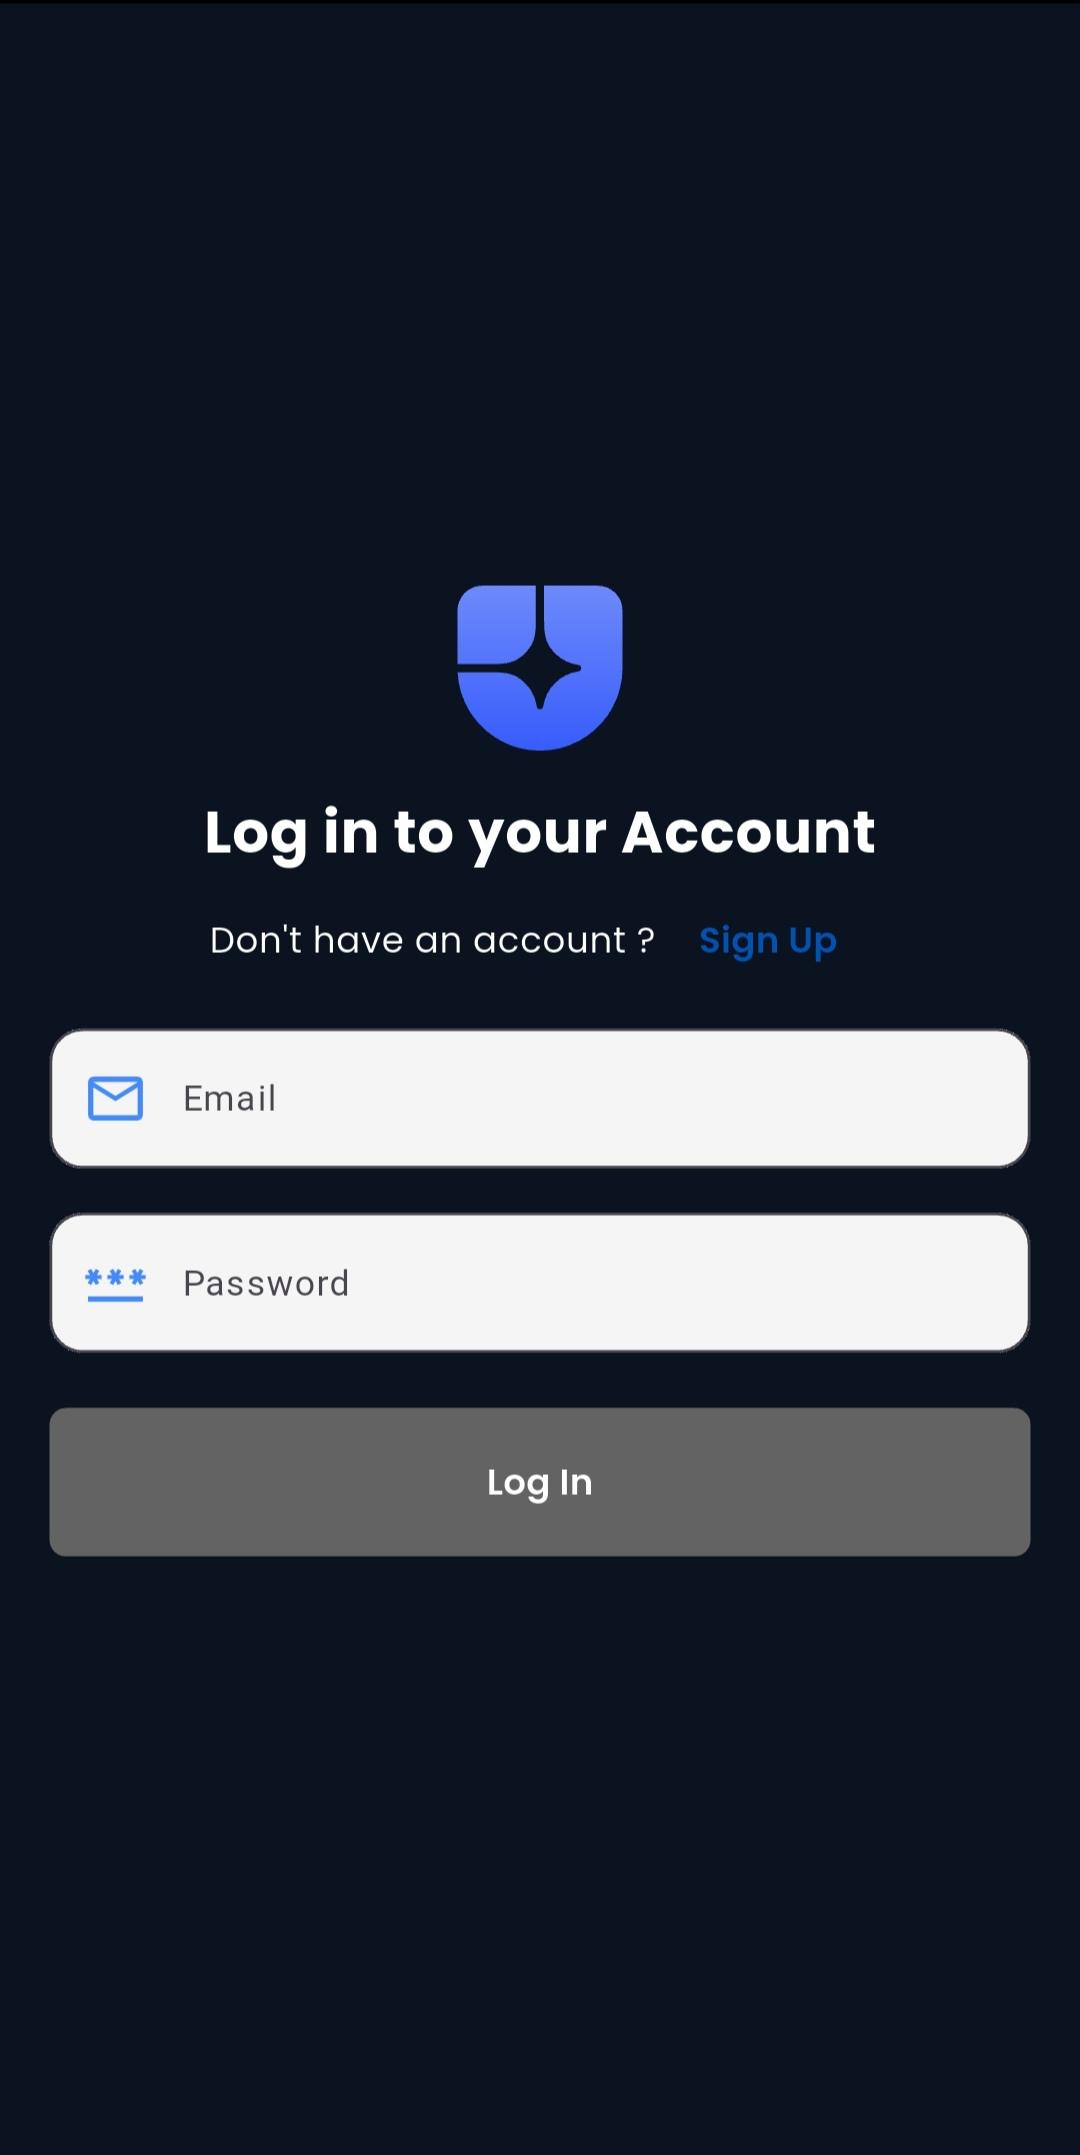 Log in to your Account
Don't have an account ? Sign Up
Email
*** Password
Log In